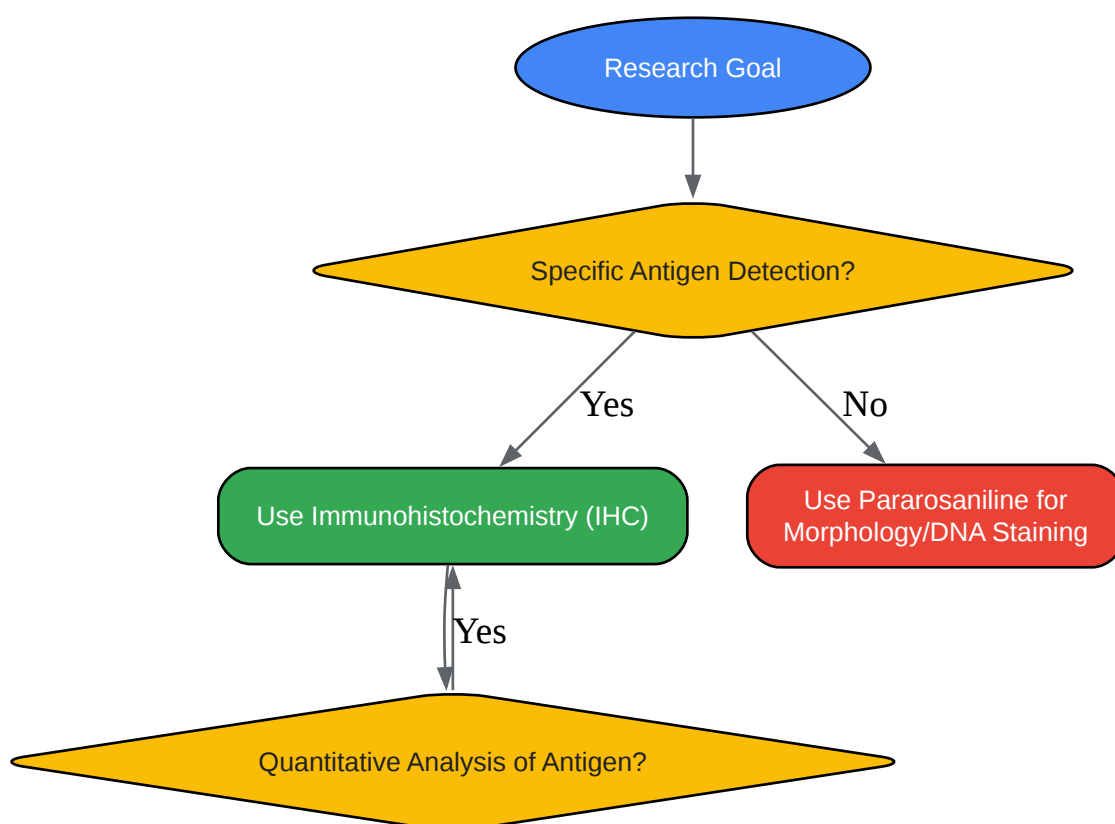 Research Goal
Specific Antigen Detection?
Yes
No
Use Immunohistochemistry (IHC)
Use Pararosaniline for
Morphology/DNA Staining
Yes
Quantitative Analysis of Antigen?